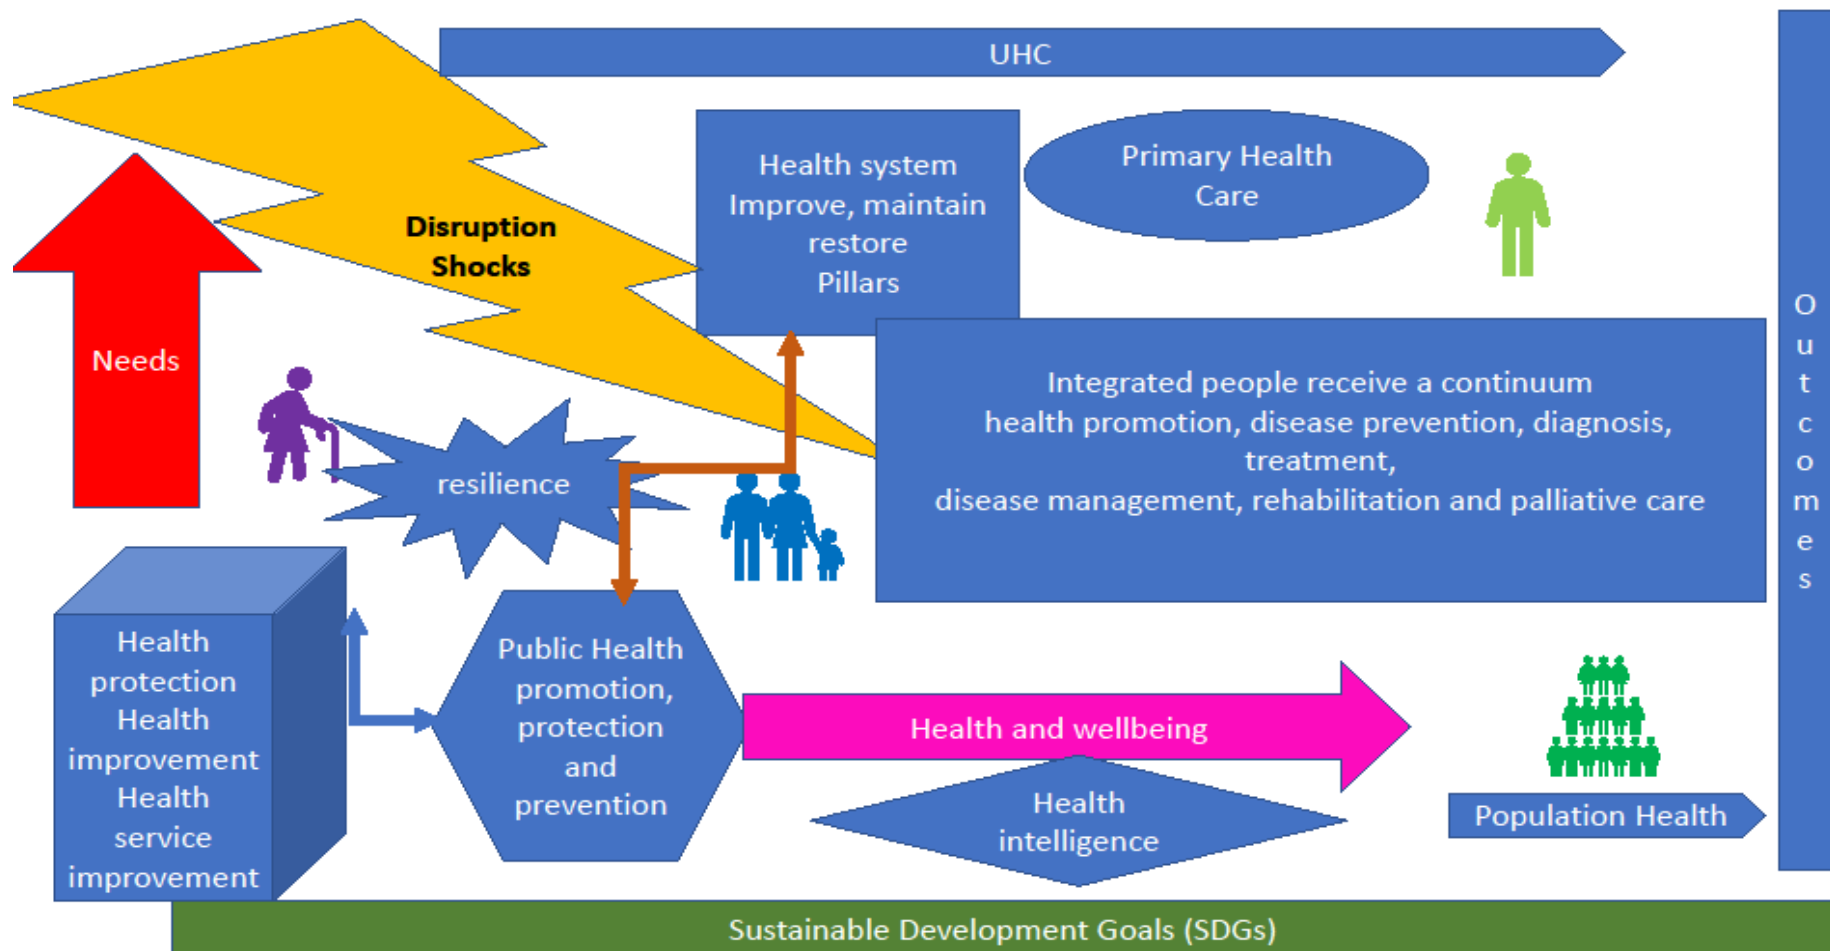 UHC
Health system
Improve, maintain
restore
Pillars
Primary Health
Care
Disruption
Shocks
Needs
Outcomes
Integrated people receive a continuum
health promotion, disease prevention, diagnosis,
treatment,
disease management, rehabilitation and palliative care
resilience
Health
protection
Health
improvement
Health
service
improvement
Public Health
promotion,
protection
and
prevention
Health and wellbeing
Health
intelligence
Population Health
Sustainable Development Goals (SDGs)